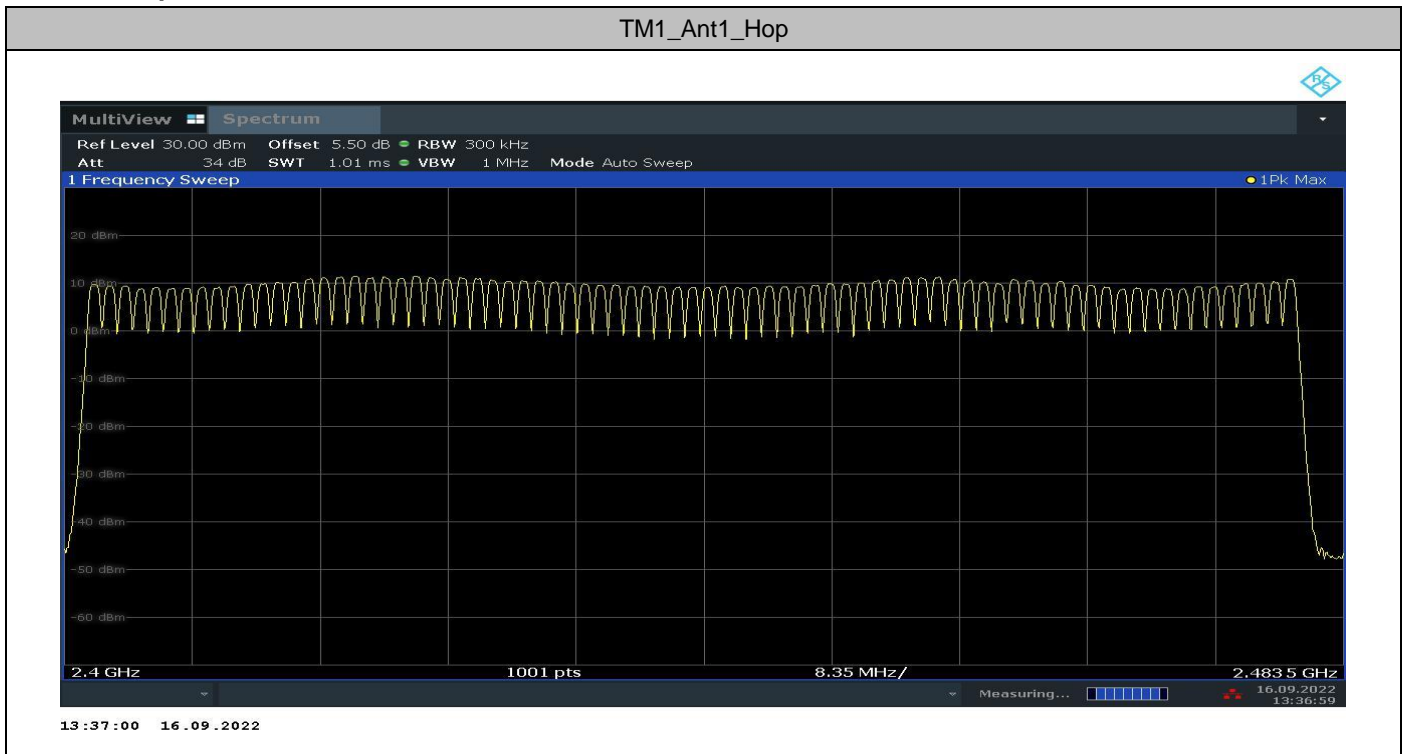 TM1_Ant1_Hop
R&S
MultiView Spectrum
Ref Level 30.00 dBm Offset 5.50 dB RBW 300 kHz
Att 34 dB SWT 1.01 ms VBW 1 MHz Mode Auto Sweep
1 Frequency Sweep 1Pk Max
20 dBm
10 dBm
0 dBm
-10 dBm
-20 dBm
-30 dBm
-40 dBm
-50 dBm
-60 dBm
2.4 GHz 1001 pts 8.35 MHz/ 2.4835 GHz
Measuring... 16.09.2022
13:36:59
13:37:00 16.09.2022